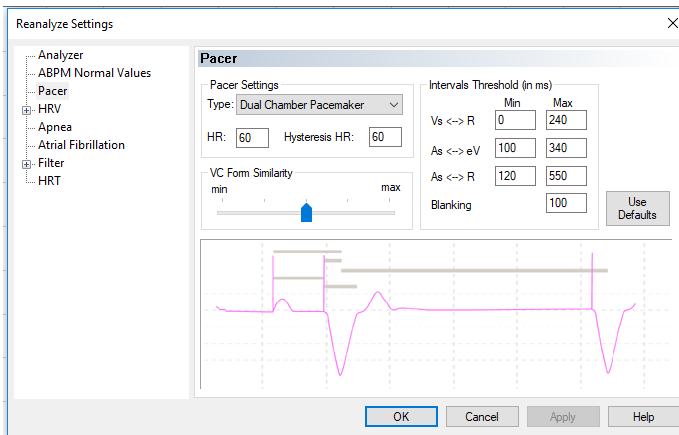 Reanalyze Settings
Analyzer
ABPM Normal Values
Pacer
HRV
Apnea
Atrial Fibrillation
Filter
HRT
Pacer
Pacer Settings
Type: Dual Chamber Pacemaker
HR: 60 Hysteresis HR: 60
VC Form Similarity
min max
Intervals Threshold (in ms)
Min Max
Vs <--> R 0 240
As <--> eV 100 340
As <--> R 120 550
Blanking 100
Use
Defaults
OK Cancel Apply Help